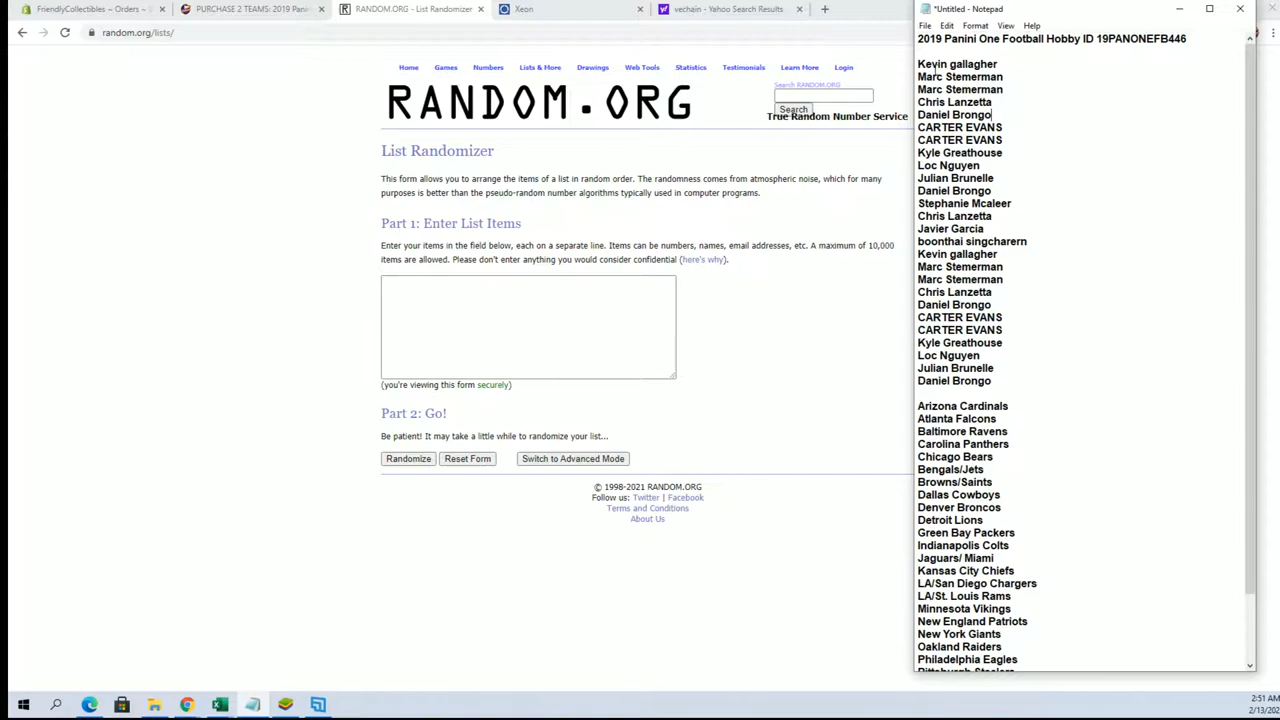 FriendlyCollectibles ~ Orders ~
PURCHASE 2 TEAMS: 2019 Panini
RANDOM.ORG - List Randomizer
Xeon
vechain - Yahoo Search Results
random.org/lists/
Home Games Numbers Lists & More Drawings Web Tools Statistics Testimonials Learn More Login
RANDOM.ORG
Search RANDOM.ORG
Search
True Random Number Service
List Randomizer
This form allows you to arrange the items of a list in random order. The randomness comes from atmospheric noise, which for many
purposes is better than the pseudo-random number algorithms typically used in computer programs.
Part 1: Enter List Items
Enter your items in the field below, each on a separate line. Items can be numbers, names, email addresses, etc. A maximum of 10,000
items are allowed. Please don't enter anything you would consider confidential (here's why).
(you're viewing this form securely)
Part 2: Go!
Be patient! It may take a little while to randomize your list...
Randomize Reset Form Switch to Advanced Mode
© 1998-2021 RANDOM.ORG
Follow us: Twitter | Facebook
Terms and Conditions
About Us
*Untitled - Notepad
File Edit Format View Help
2019 Panini One Football Hobby ID 19PANONEFB446
Kevin gallagher
Marc Stemerman
Marc Stemerman
Chris Lanzetta
Daniel Brongo
CARTER EVANS
CARTER EVANS
Kyle Greathouse
Loc Nguyen
Julian Brunelle
Daniel Brongo
Stephanie Mcaleer
Chris Lanzetta
Javier Garcia
boonthai singcharern
Kevin gallagher
Marc Stemerman
Marc Stemerman
Chris Lanzetta
Daniel Brongo
CARTER EVANS
CARTER EVANS
Kyle Greathouse
Loc Nguyen
Julian Brunelle
Daniel Brongo
Arizona Cardinals
Atlanta Falcons
Baltimore Ravens
Carolina Panthers
Chicago Bears
Bengals/Jets
Browns/Saints
Dallas Cowboys
Denver Broncos
Detroit Lions
Green Bay Packers
Indianapolis Colts
Jaguars/ Miami
Kansas City Chiefs
LA/San Diego Chargers
LA/St. Louis Rams
Minnesota Vikings
New England Patriots
New York Giants
Oakland Raiders
Philadelphia Eagles
Pittsburgh Steelers
2:51 AM
2/13/202